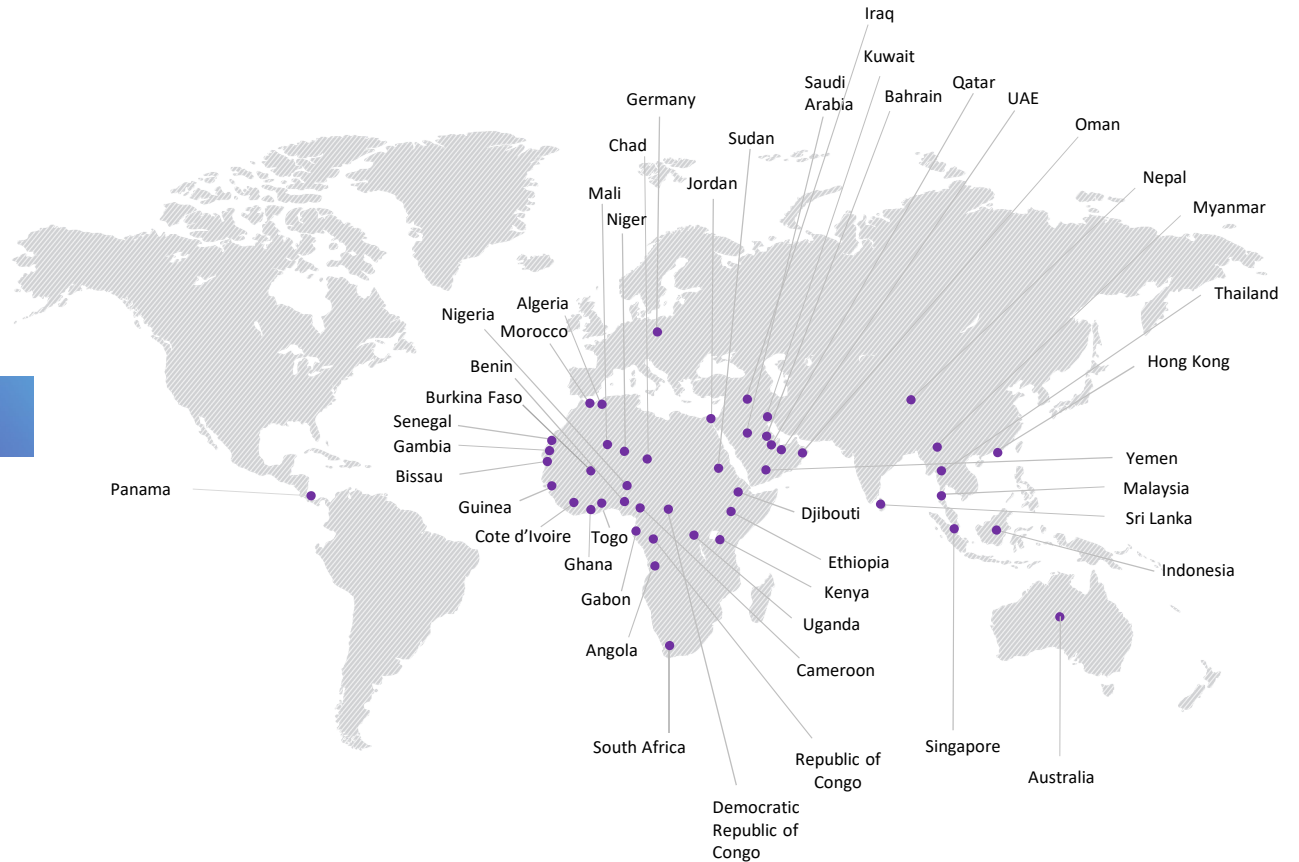 Iraq
Kuwait
Saudi
Arabia
Qatar
Bahrain
UAE
Germany
Oman
Chad
Sudan
Nepal
Jordan
Mali
Myanmar
Niger
Thailand
Algeria
Nigeria
Morocco
Hong Kong
Benin
Burkina Faso
Senegal
Gambia
Yemen
Bissau
Panama
Malaysia
Guinea
Sri Lanka
Djibouti
Cote d’Ivoire
Togo
Ghana
Ethiopia
Indonesia
Kenya
Gabon
Uganda
Angola
Cameroon
South Africa
Singapore
Republic of
Congo
Australia
Democratic
Republic of
Congo